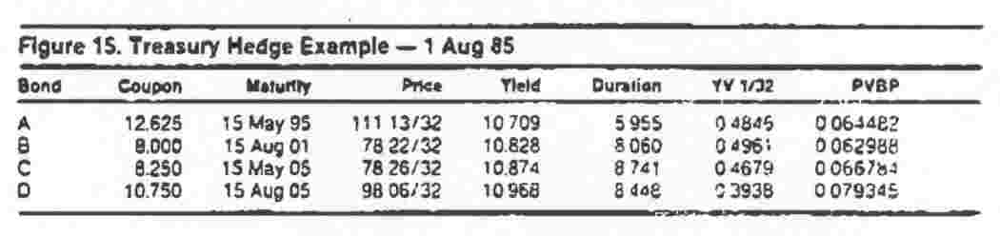 Figure 15. Treasury Hedge Example — 1 Aug 85
Bond Coupon Maturity Price Yield Duration YV 1/32 PVBP
A 12.625 15 May 95 111 13/32 10 709 5 955 0 4845 0 064482
B 8.000 15 Aug 01 78 22/32 10.828 8 060 0 4961 0 062988
C 8.250 15 May 05 78 26/32 10.874 8 741 0 4679 0 066784
D 10.750 15 Aug 05 98 06/32 10 968 8 448 0 3938 0 079345